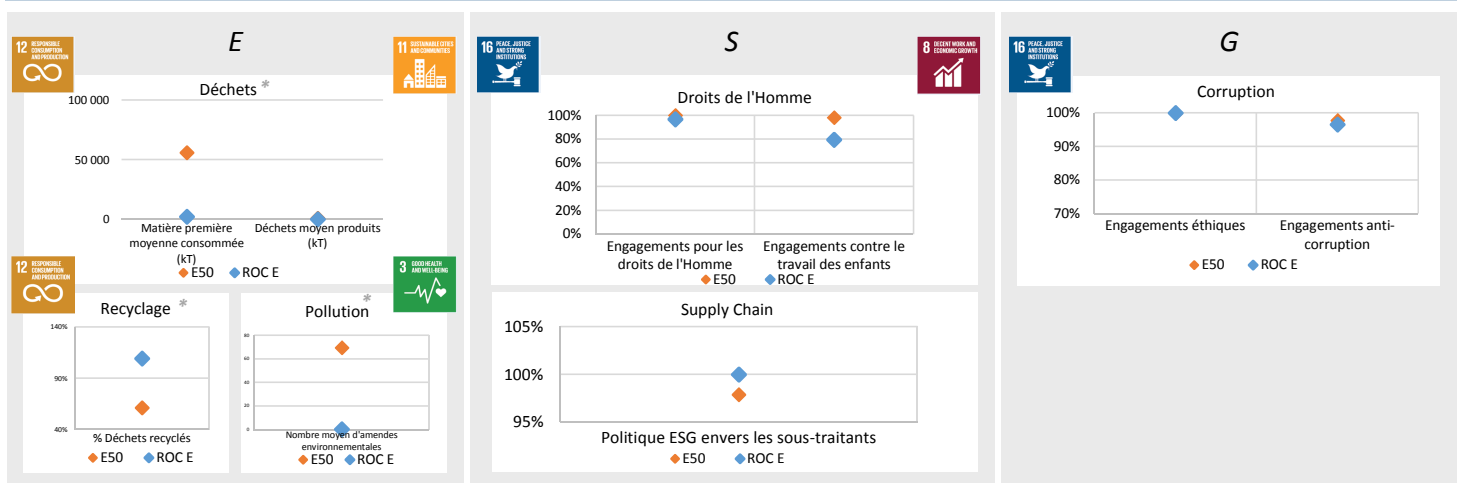 E
12 RESPONSIBLE
CONSUMPTION
AND PRODUCTION
11 SUSTAINABLE CITIES
AND COMMUNITIES
Déchets *
100 000
50 000
0
Matière première
moyenne consommée
(kT)
Déchets moyen produits
(kT)
E50 ROC E
12 RESPONSIBLE
CONSUMPTION
AND PRODUCTION
3 GOOD HEALTH
AND WELL-BEING
Recyclage *
140%
90%
40%
% Déchets recyclés
E50 ROC E
Pollution *
80
60
40
20
0
Nombre moyen d'amendes
environnementales
E50 ROC E
S
16 PEACE, JUSTICE
AND STRONG
INSTITUTIONS
8 DECENT WORK AND
ECONOMIC GROWTH
Droits de l'Homme
100%
80%
60%
40%
20%
0%
Engagements pour les
droits de l'Homme
Engagements contre le
travail des enfants
E50 ROC E
Supply Chain
105%
100%
95%
Politique ESG envers les sous-traitants
E50 ROC E
G
16 PEACE, JUSTICE
AND STRONG
INSTITUTIONS
Corruption
100%
90%
80%
70%
Engagements éthiques
Engagements anti-
corruption
E50 ROC E